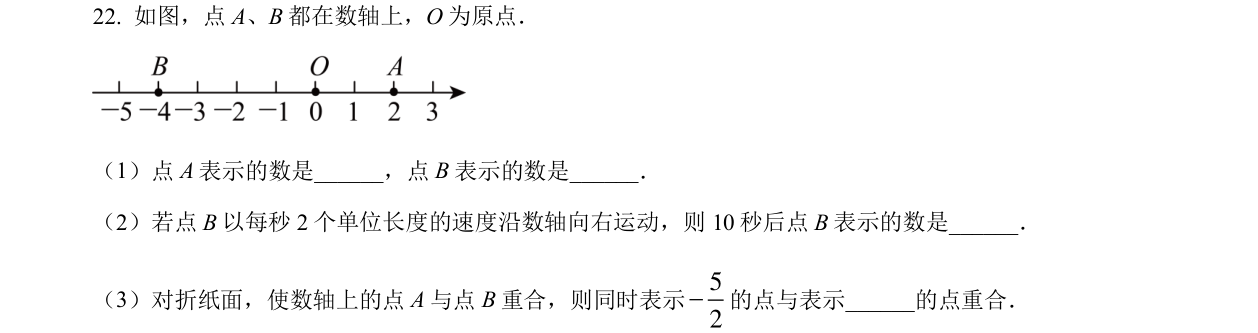 22. 如图，点 A、B 都在数轴上，O 为原点．
B O A
−5 −4 −3 −2 −1 0 1 2 3
（1）点 A 表示的数是______，点 B 表示的数是______．
（2）若点 B 以每秒 2 个单位长度的速度沿数轴向右运动，则 10 秒后点 B 表示的数是______．
（3）对折纸面，使数轴上的点 A 与点 B 重合，则同时表示 −5/2 的点与表示______的点重合．